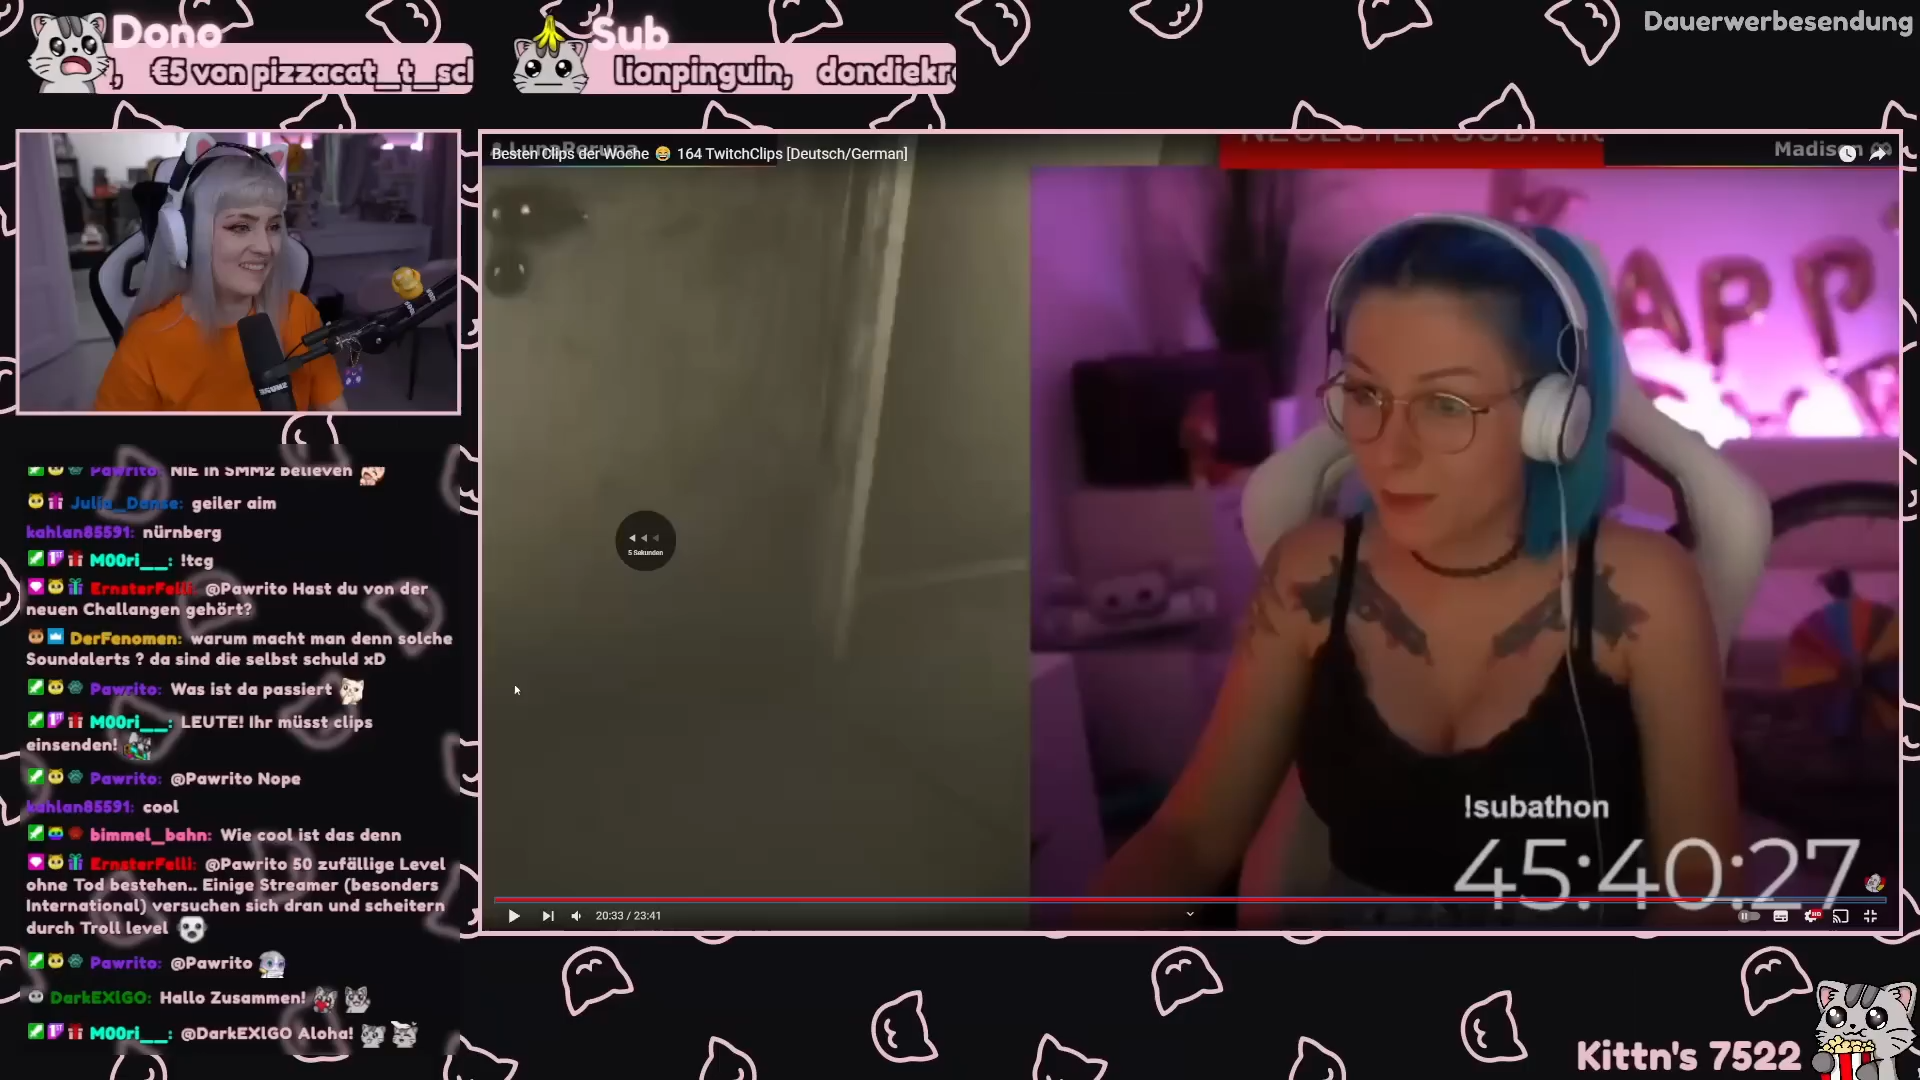 Dono
, €5 von pizzacat_t_scl
Sub
lionpinguin, dondiekr
Dauerwerbesendung
Besten Clips der Woche 😂 164 TwitchClips [Deutsch/German]
5 Sekunden
!subathon
45:40:27
20:33 / 23:41
Pawrito: NIE in SMM2 believen
Julia_Danse: geiler aim
kahlan85591: nürnberg
M00ri__: !tcg
ErnsterFelli: @Pawrito Hast du von der
neuen Challangen gehört?
DerFenomen: warum macht man denn solche
Soundalerts ? da sind die selbst schuld xD
Pawrito: Was ist da passiert
M00ri__: LEUTE! Ihr müsst clips
einsenden!
Pawrito: @Pawrito Nope
kahlan85591: cool
bimmel_bahn: Wie cool ist das denn
ErnsterFelli: @Pawrito 50 zufällige Level
ohne Tod bestehen.. Einige Streamer (besonders
International) versuchen sich dran und scheitern
durch Troll level
Pawrito: @Pawrito
DarkEXlGO: Hallo Zusammen!
M00ri__: @DarkEXlGO Aloha!
Kittn's 7522